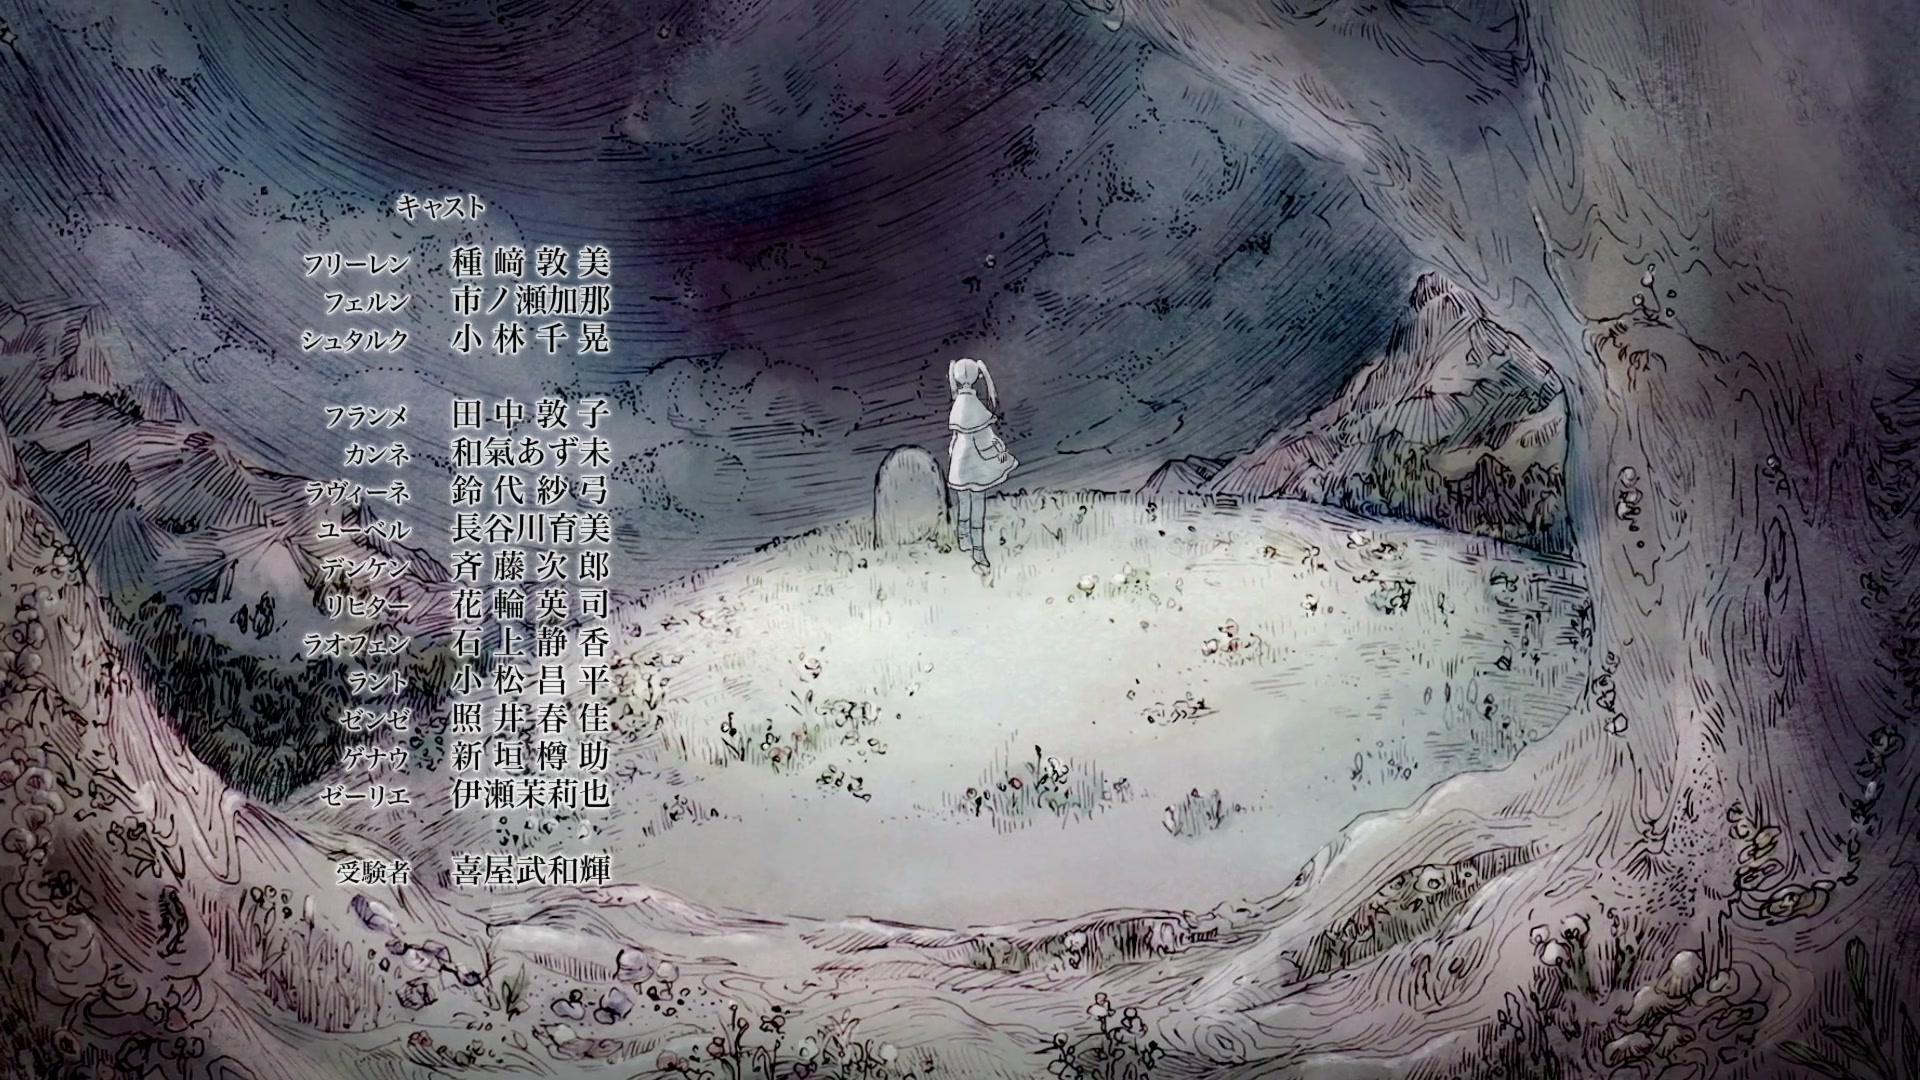 キャスト
フリーレン 種﨑敦美
フェルン 市ノ瀬加那
シュタルク 小林千晃
フランメ 田中敦子
カンネ 和氣あず未
ラヴィーネ 鈴代紗弓
ユーベル 長谷川育美
デンケン 斉藤次郎
リヒター 花輪英司
ラオフェン 石上静香
ラント 小松昌平
ゼンゼ 照井春佳
ゲナウ 新垣樽助
ゼーリエ 伊瀬茉莉也
受験者 喜屋武和輝